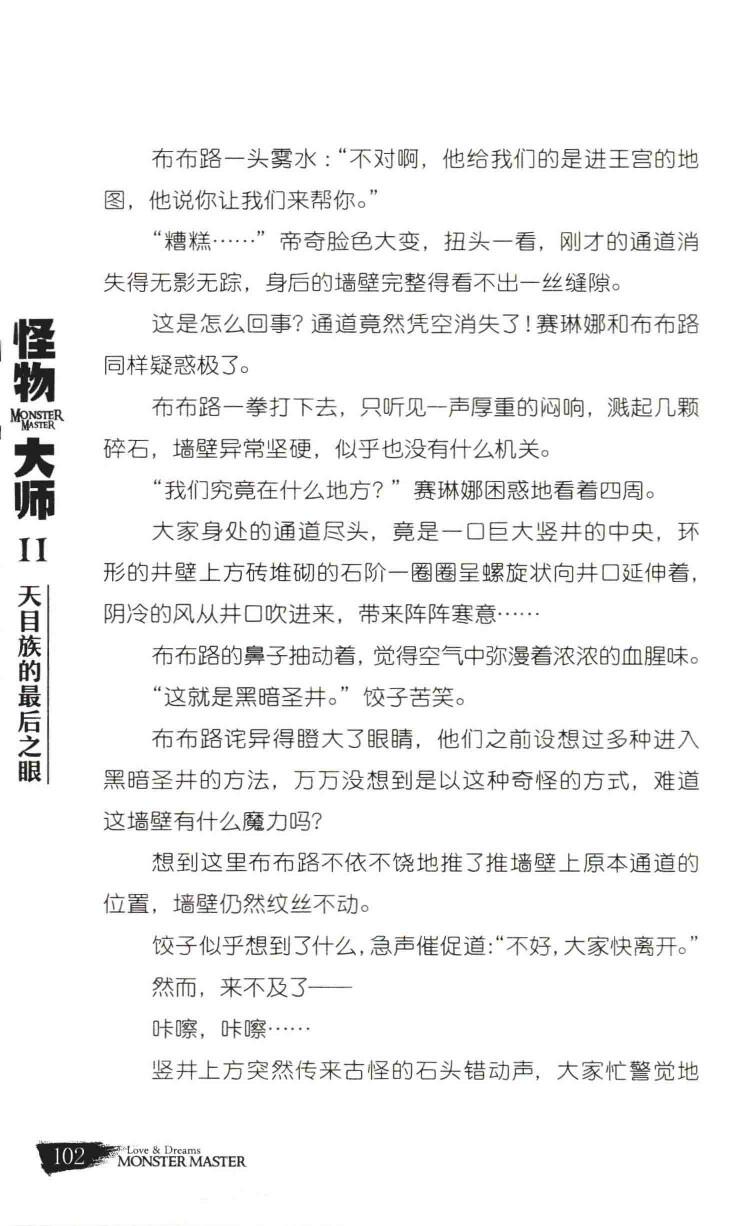 布布路一头雾水：“不对啊，他给我们的是进王宫的地
图，他说你让我们来帮你。”
“糟糕……”帝奇脸色大变，扭头一看，刚才的通道消
失得无影无踪，身后的墙壁完整得看不出一丝缝隙。
这是怎么回事？通道竟然凭空消失了！赛琳娜和布布路
同样疑惑极了。
布布路一拳打下去，只听见一声厚重的闷响，溅起几颗
碎石，墙壁异常坚硬，似乎也没有什么机关。
“我们究竟在什么地方？”赛琳娜困惑地看着四周。
大家身处的通道尽头，竟是一口巨大竖井的中央，环
形的井壁上方砖堆砌的石阶一圈圈呈螺旋状向井口延伸着，
阴冷的风从井口吹进来，带来阵阵寒意……
布布路的鼻子抽动着，觉得空气中弥漫着浓浓的血腥味。
“这就是黑暗圣井。”饺子苦笑。
布布路诧异得瞪大了眼睛，他们之前设想过多种进入
黑暗圣井的方法，万万没想到是以这种奇怪的方式，难道
这墙壁有什么魔力吗？
想到这里布布路不依不饶地推了推墙壁上原本通道的
位置，墙壁仍然纹丝不动。
饺子似乎想到了什么，急声催促道：“不好，大家快离开。”
然而，来不及了——
咔嚓，咔嚓……
竖井上方突然传来古怪的石头错动声，大家忙警觉地
怪物
MONSTER
MASTER
大师
II
天目族的最后之眼
102
Love & Dreams
MONSTER MASTER